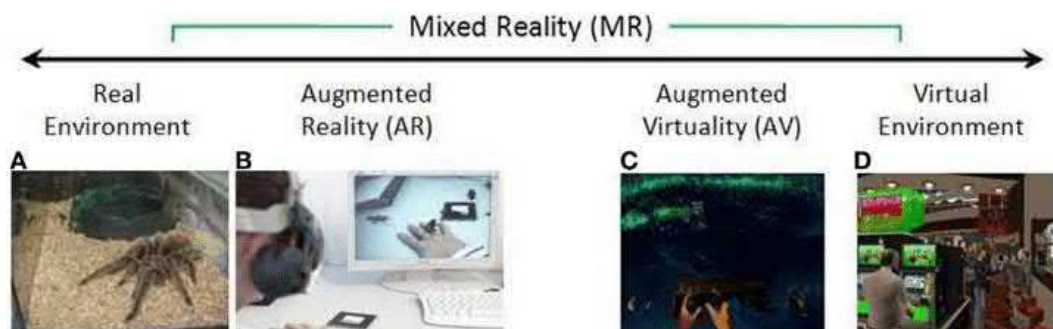 Mixed Reality (MR)
Real
Environment
Augmented
Reality (AR)
Augmented
Virtuality (AV)
Virtual
Environment
A
B
C
D